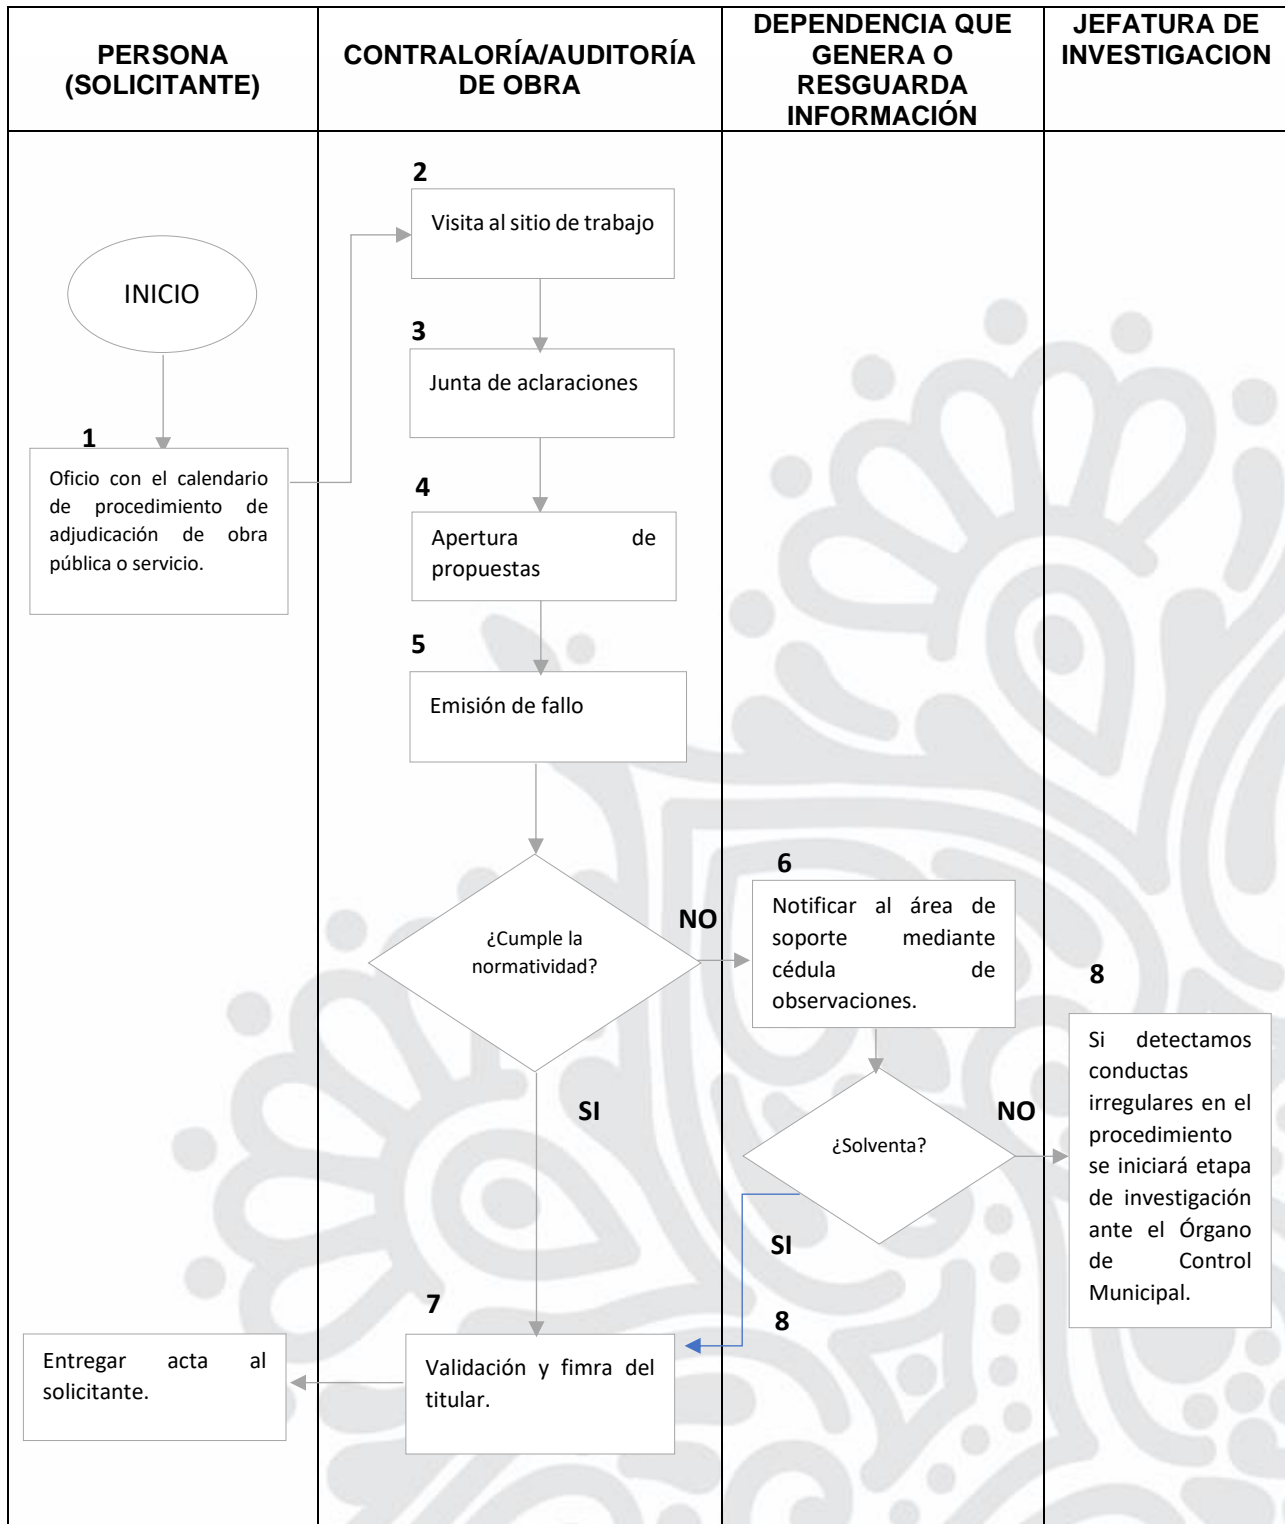 PERSONA
(SOLICITANTE)
CONTRALORÍA/AUDITORÍA
DE OBRA
DEPENDENCIA QUE
GENERA O
RESGUARDA
INFORMACIÓN
JEFATURA DE
INVESTIGACION
INICIO
1
Oficio con el calendario
de procedimiento de
adjudicación de obra
pública o servicio.
2
Visita al sitio de trabajo
3
Junta de aclaraciones
4
Apertura de
propuestas
5
Emisión de fallo
¿Cumple la
normatividad?
NO
SI
6
Notificar al área de
soporte mediante
cédula de
observaciones.
¿Solventa?
NO
SI
8
8
Si detectamos
conductas
irregulares en el
procedimiento
se iniciará etapa
de investigación
ante el Órgano
de Control
Municipal.
7
Validación y fimra del
titular.
Entregar acta al
solicitante.